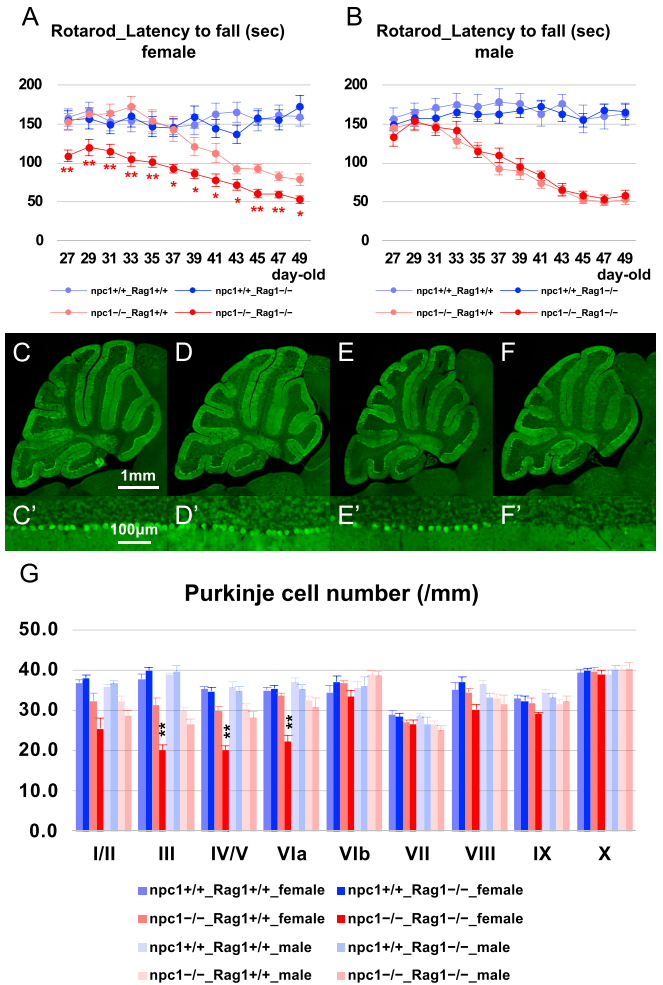 A
Rotarod_Latency to fall (sec)
female
200
150
100
50
0
** ** ** ** ** * * * * ** ** *
27 29 31 33 35 37 39 41 43 45 47 49
day-old
npc1+/+_Rag1+/+ npc1+/+_Rag1−/−
npc1−/−_Rag1+/+ npc1−/−_Rag1−/−
B
Rotarod_Latency to fall (sec)
male
200
150
100
50
0
27 29 31 33 35 37 39 41 43 45 47 49
day-old
npc1+/+_Rag1+/+ npc1+/+_Rag1−/−
npc1−/−_Rag1+/+ npc1−/−_Rag1−/−
C D E F
1mm
C' D' E' F'
100μm
G
Purkinje cell number (/mm)
50.0
40.0
30.0
20.0
10.0
0.0
** ** **
I/II III IV/V VIa VIb VII VIII IX X
npc1+/+_Rag1+/+_female npc1+/+_Rag1−/−_female
npc1−/−_Rag1+/+_female npc1−/−_Rag1−/−_female
npc1+/+_Rag1+/+_male npc1+/+_Rag1−/−_male
npc1−/−_Rag1+/+_male npc1−/−_Rag1−/−_male